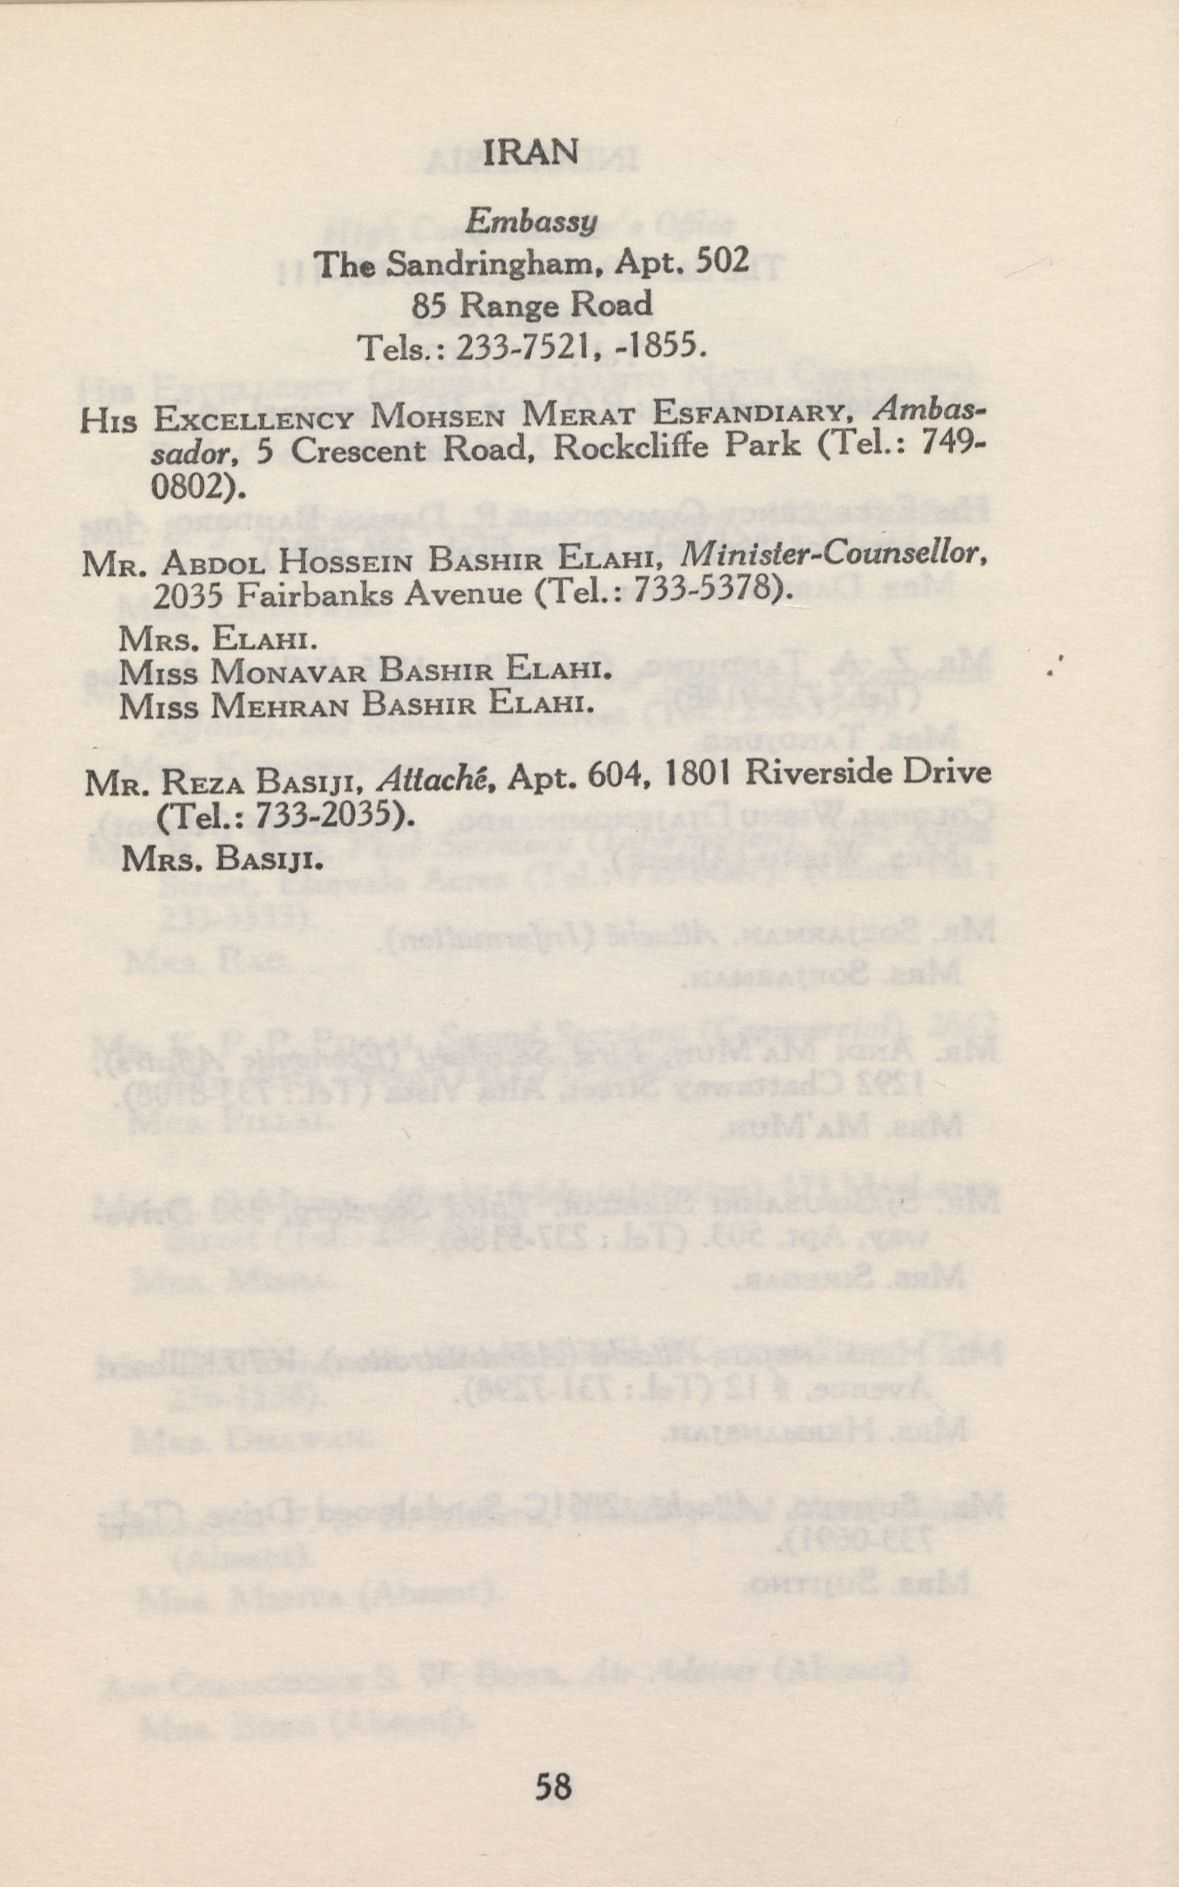 IRAN
Embassy
The Sandringham, Apt. 502
85 Range Road
Tels.: 233-7521, -1855.
His Excellency Mohsen Merat Esfandiary, Ambas-
sador, 5 Crescent Road, Rockcliffe Park (Tel.: 749-
0802).
Mr. Abdol Hossein Bashir Elahi, Minister-Counsellor,
2035 Fairbanks Avenue (Tel.: 733-5378).
Mrs. Elahi.
Miss Monavar Bashir Elahi.
Miss Mehran Bashir Elahi.
Mr. Reza Basiji, Attaché, Apt. 604, 1801 Riverside Drive
(Tel.: 733-2035).
Mrs. Basiji.
58